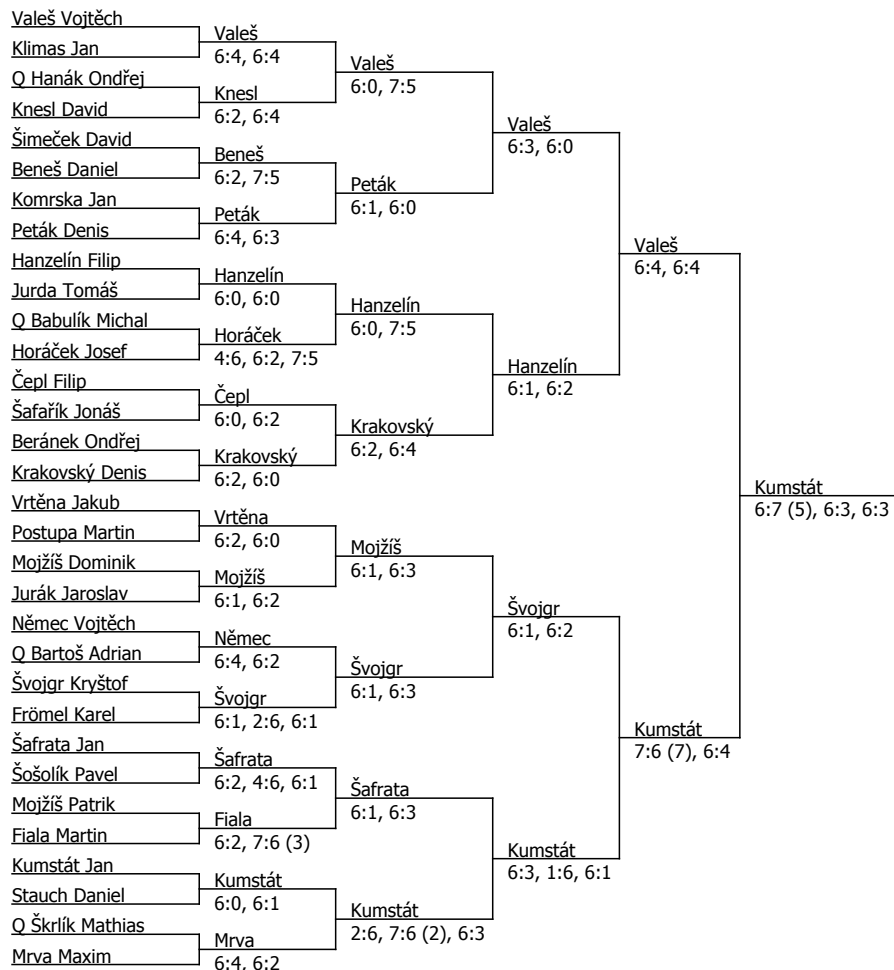 Valeš Vojtěch
Klimas Jan
Q Hanák Ondřej
Knesl David
Šimeček David
Beneš Daniel
Komrska Jan
Peták Denis
Hanzelín Filip
Jurda Tomáš
Q Babulík Michal
Horáček Josef
Čepl Filip
Šafařík Jonáš
Beránek Ondřej
Krakovský Denis
Vrtěna Jakub
Postupa Martin
Mojžíš Dominik
Jurák Jaroslav
Němec Vojtěch
Q Bartoš Adrian
Švojgr Kryštof
Frömel Karel
Šafrata Jan
Šošolík Pavel
Mojžíš Patrik
Fiala Martin
Kumstát Jan
Stauch Daniel
Q Škrlík Mathias
Mrva Maxim
Valeš
6:4, 6:4
Knesl
6:2, 6:4
Beneš
6:2, 7:5
Peták
6:4, 6:3
Hanzelín
6:0, 6:0
Horáček
4:6, 6:2, 7:5
Čepl
6:0, 6:2
Krakovský
6:2, 6:0
Vrtěna
6:2, 6:0
Mojžíš
6:1, 6:2
Němec
6:4, 6:2
Švojgr
6:1, 2:6, 6:1
Šafrata
6:2, 4:6, 6:1
Fiala
6:2, 7:6 (3)
Kumstát
6:0, 6:1
Mrva
6:4, 6:2
Valeš
6:0, 7:5
Peták
6:1, 6:0
Hanzelín
6:0, 7:5
Krakovský
6:2, 6:4
Mojžíš
6:1, 6:3
Švojgr
6:1, 6:3
Šafrata
6:1, 6:3
Kumstát
2:6, 7:6 (2), 6:3
Valeš
6:3, 6:0
Hanzelín
6:1, 6:2
Švojgr
6:1, 6:2
Kumstát
6:3, 1:6, 6:1
Valeš
6:4, 6:4
Kumstát
7:6 (7), 6:4
Kumstát
6:7 (5), 6:3, 6:3